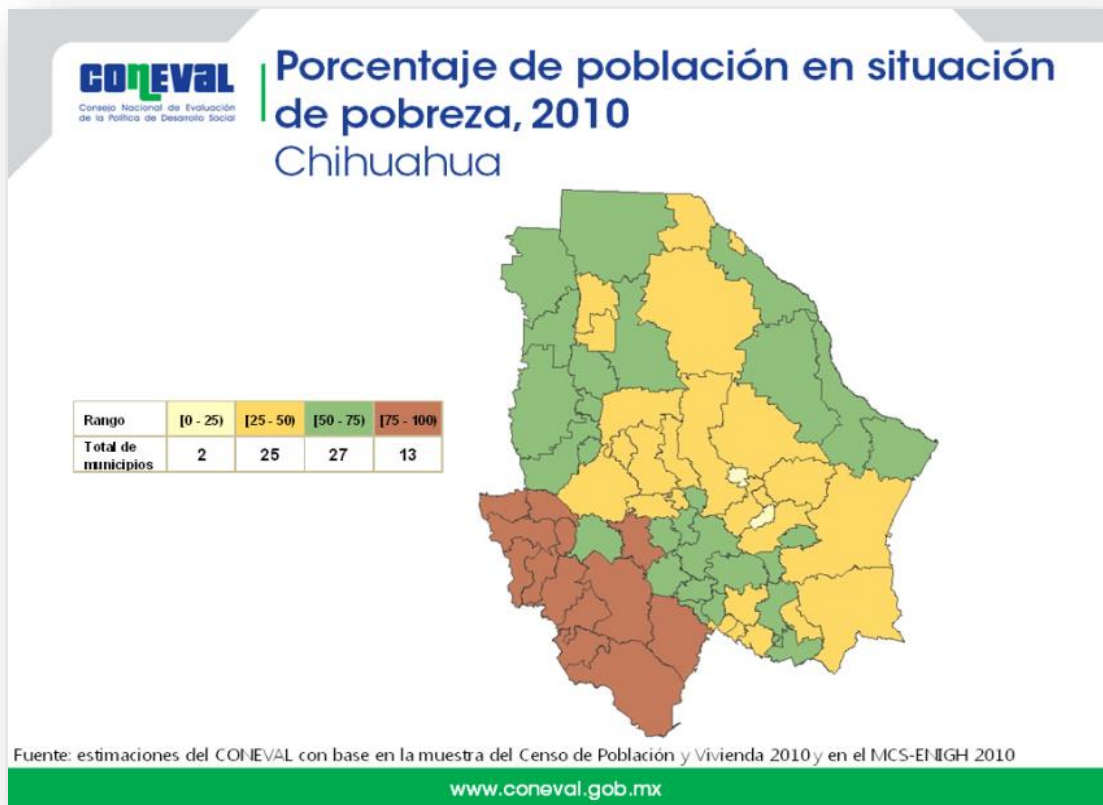 CONEVAL
Consejo Nacional de Evaluación
de la Política de Desarrollo Social
Porcentaje de población en situación
de pobreza, 2010
Chihuahua
Rango [0 - 25) [25 - 50) [50 - 75) [75 - 100)
Total de
municipios 2 25 27 13
Fuente: estimaciones del CONEVAL con base en la muestra del Censo de Población y Vivienda 2010 y en el MCS-ENIGH 2010
www.coneval.gob.mx